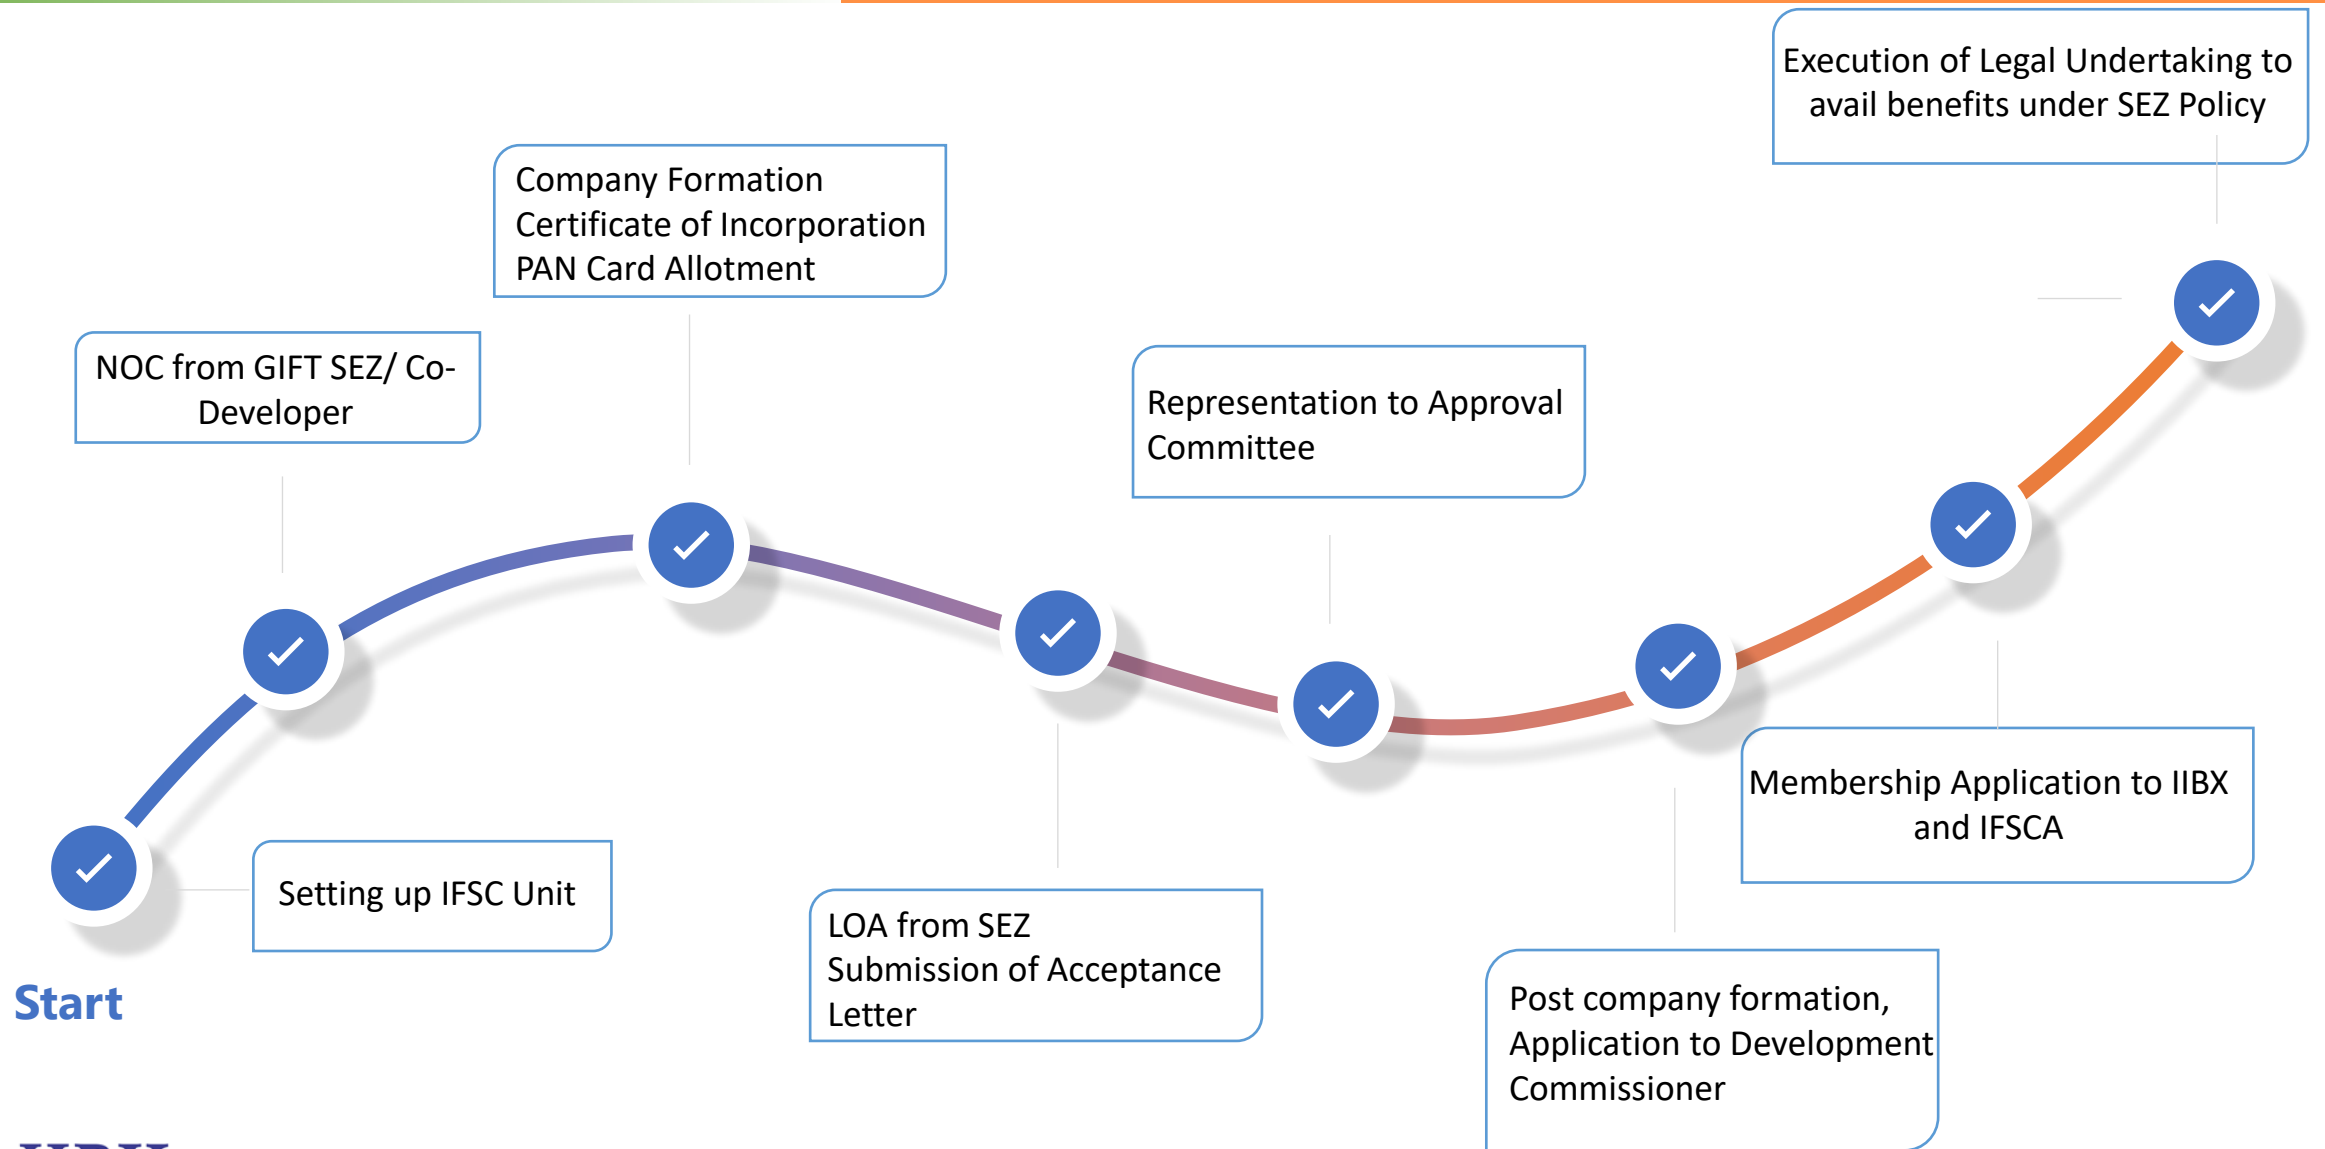 Execution of Legal Undertaking to
avail benefits under SEZ Policy
Company Formation
Certificate of Incorporation
PAN Card Allotment
NOC from GIFT SEZ/ Co-
Developer
Representation to Approval
Committee
Membership Application to IIBX
and IFSCA
Setting up IFSC Unit
LOA from SEZ
Submission of Acceptance
Letter
Start
Post company formation,
Application to Development
Commissioner